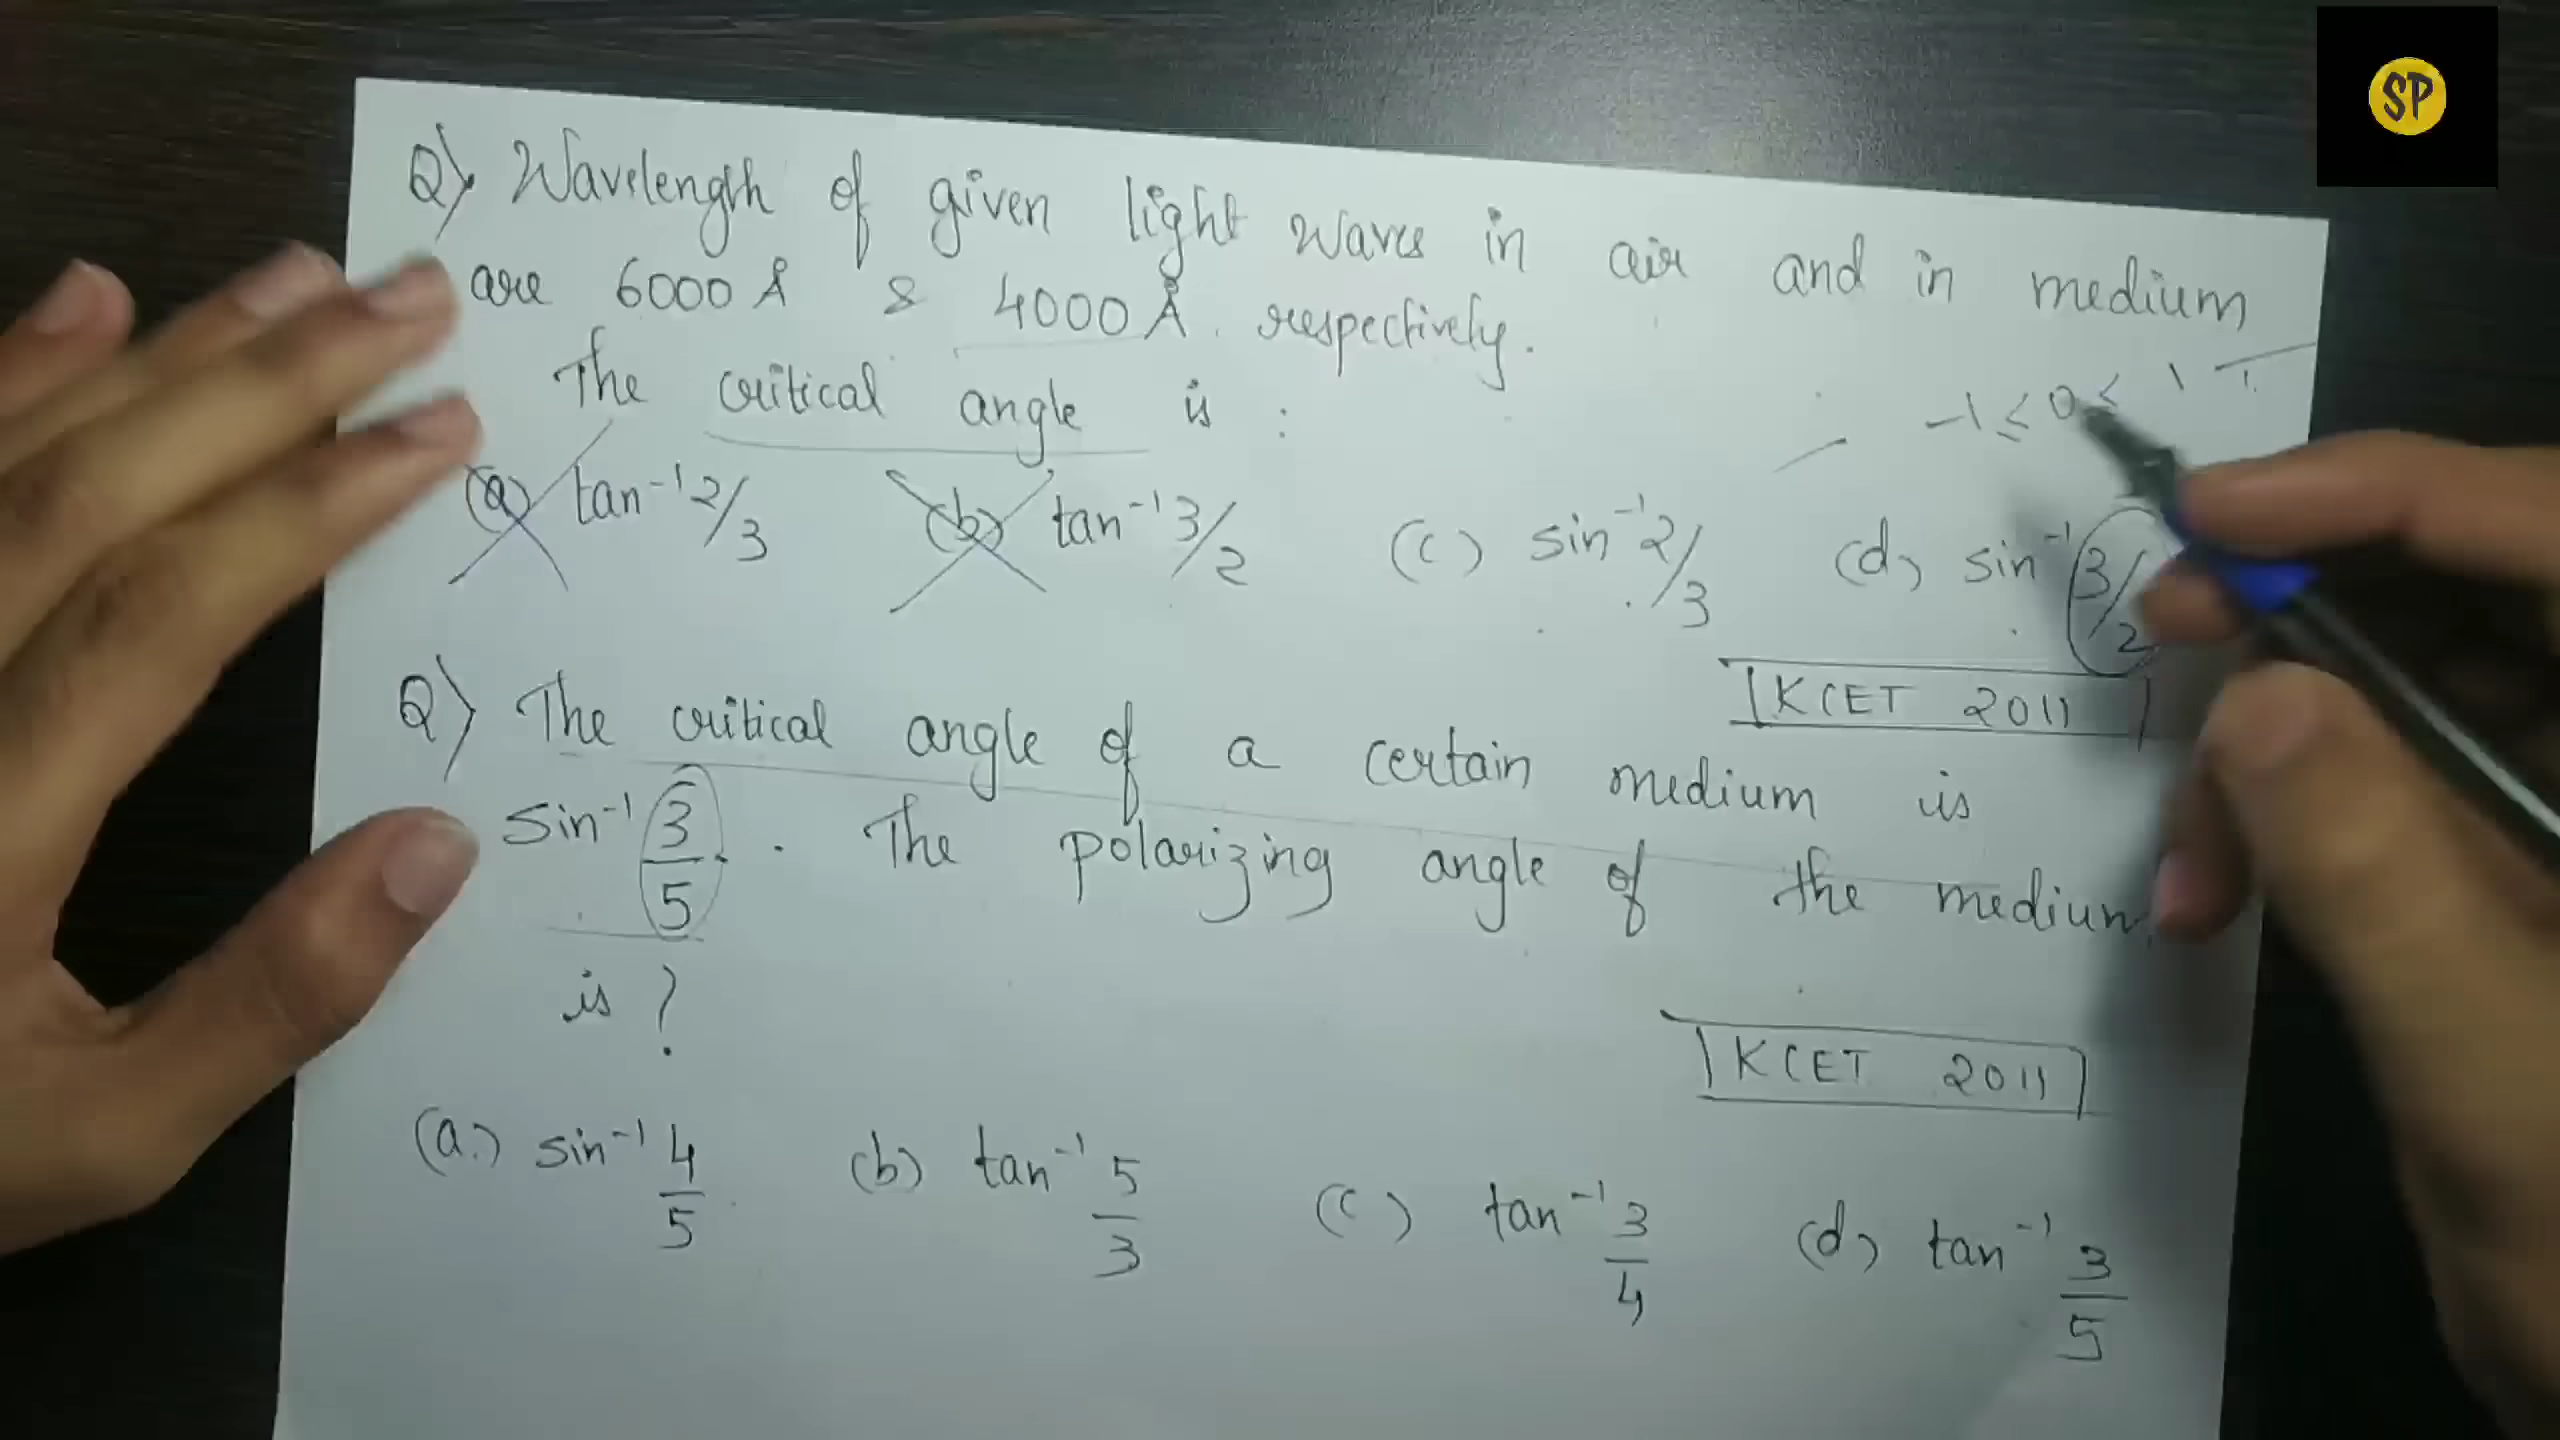 SP
Q) Wavelength of given light waves in air and in medium
are 6000 Å & 4000 Å respectively.
The critical angle is :
-1 ≤ 0 ≤ 1
(a) tan⁻¹ 2/3 (b) tan⁻¹ 3/2 (c) sin⁻¹ 2/3 (d) sin⁻¹ 3/2
KCET 2011
Q) The critical angle of a certain medium is
sin⁻¹ 3/5 . The polarizing angle of the medium
is ?
KCET 2011
(a) sin⁻¹ 4/5 (b) tan⁻¹ 5/3 (c) tan⁻¹ 3/4 (d) tan⁻¹ 3/5